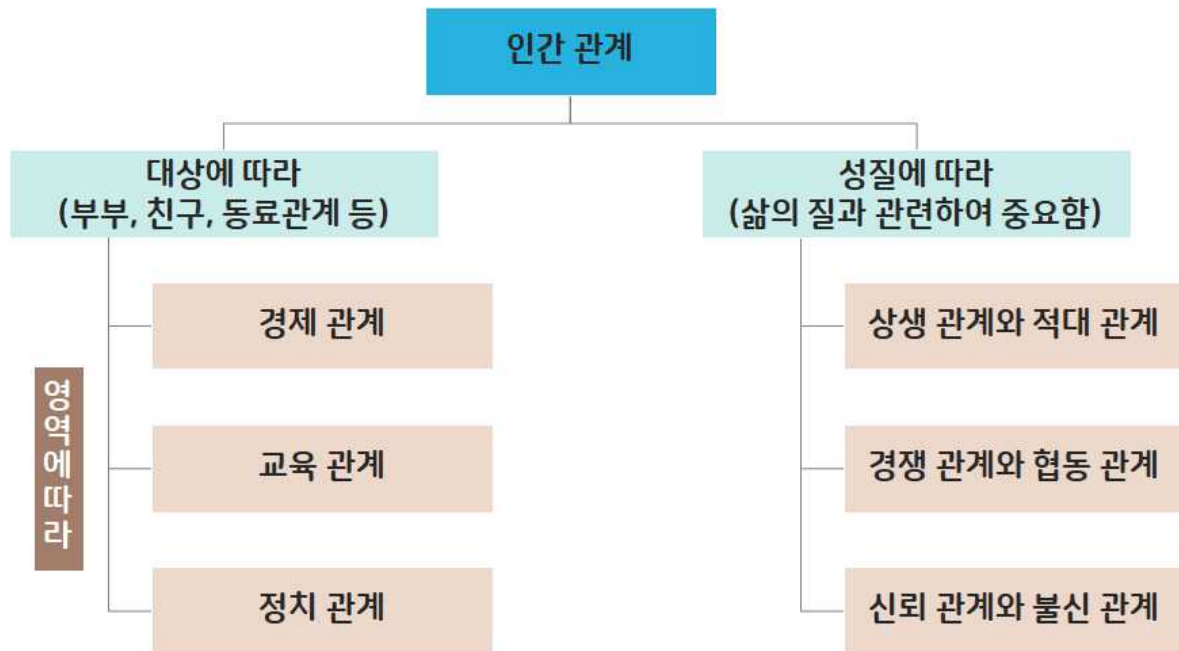 인간 관계
대상에 따라
(부부, 친구, 동료관계 등)
성질에 따라
(삶의 질과 관련하여 중요함)
영역에따라
경제 관계
교육 관계
정치 관계
상생 관계와 적대 관계
경쟁 관계와 협동 관계
신뢰 관계와 불신 관계